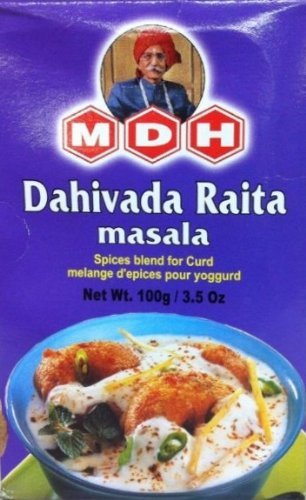 MDH
Dahivada Raita
masala
Spices blend for Curd
melange d'epices pour yoggurd
Net Wt. 100g / 3.5 Oz